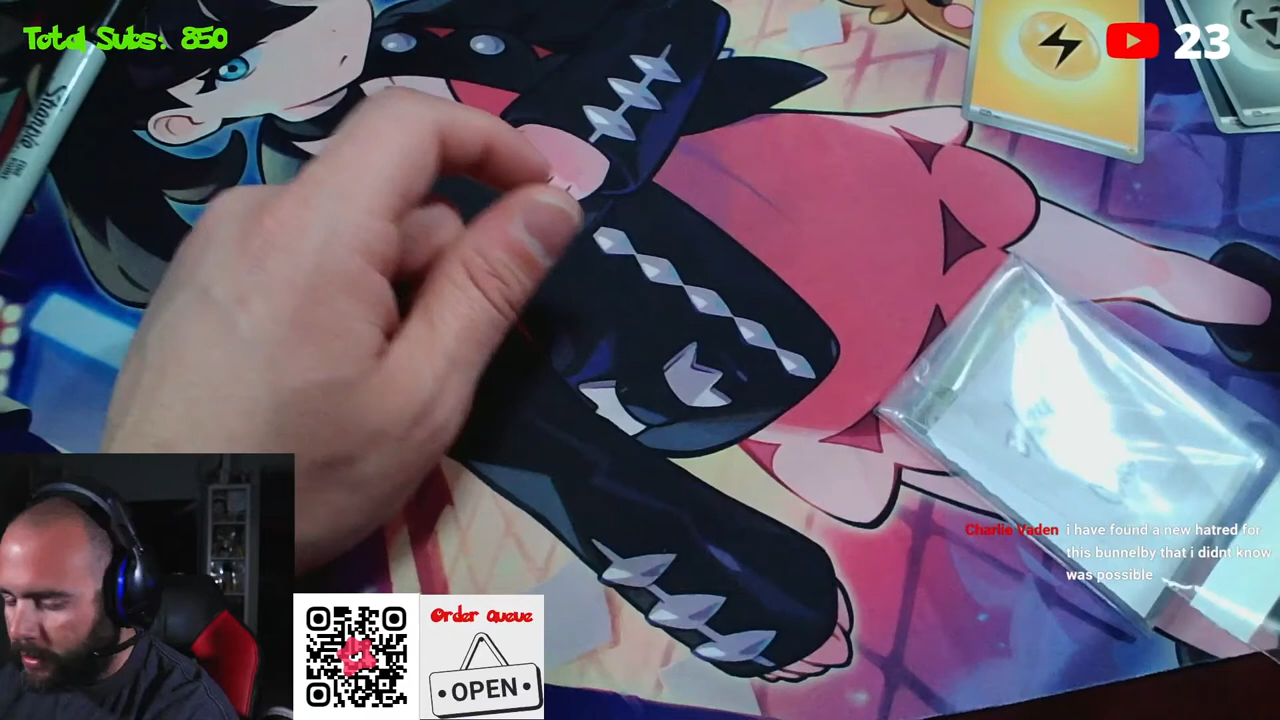 Total Subs: 850
23
Sharpie
Charlie Vaden i have found a new hatred for
this bunnelby that i didnt know
was possible
Order Queue
• OPEN •